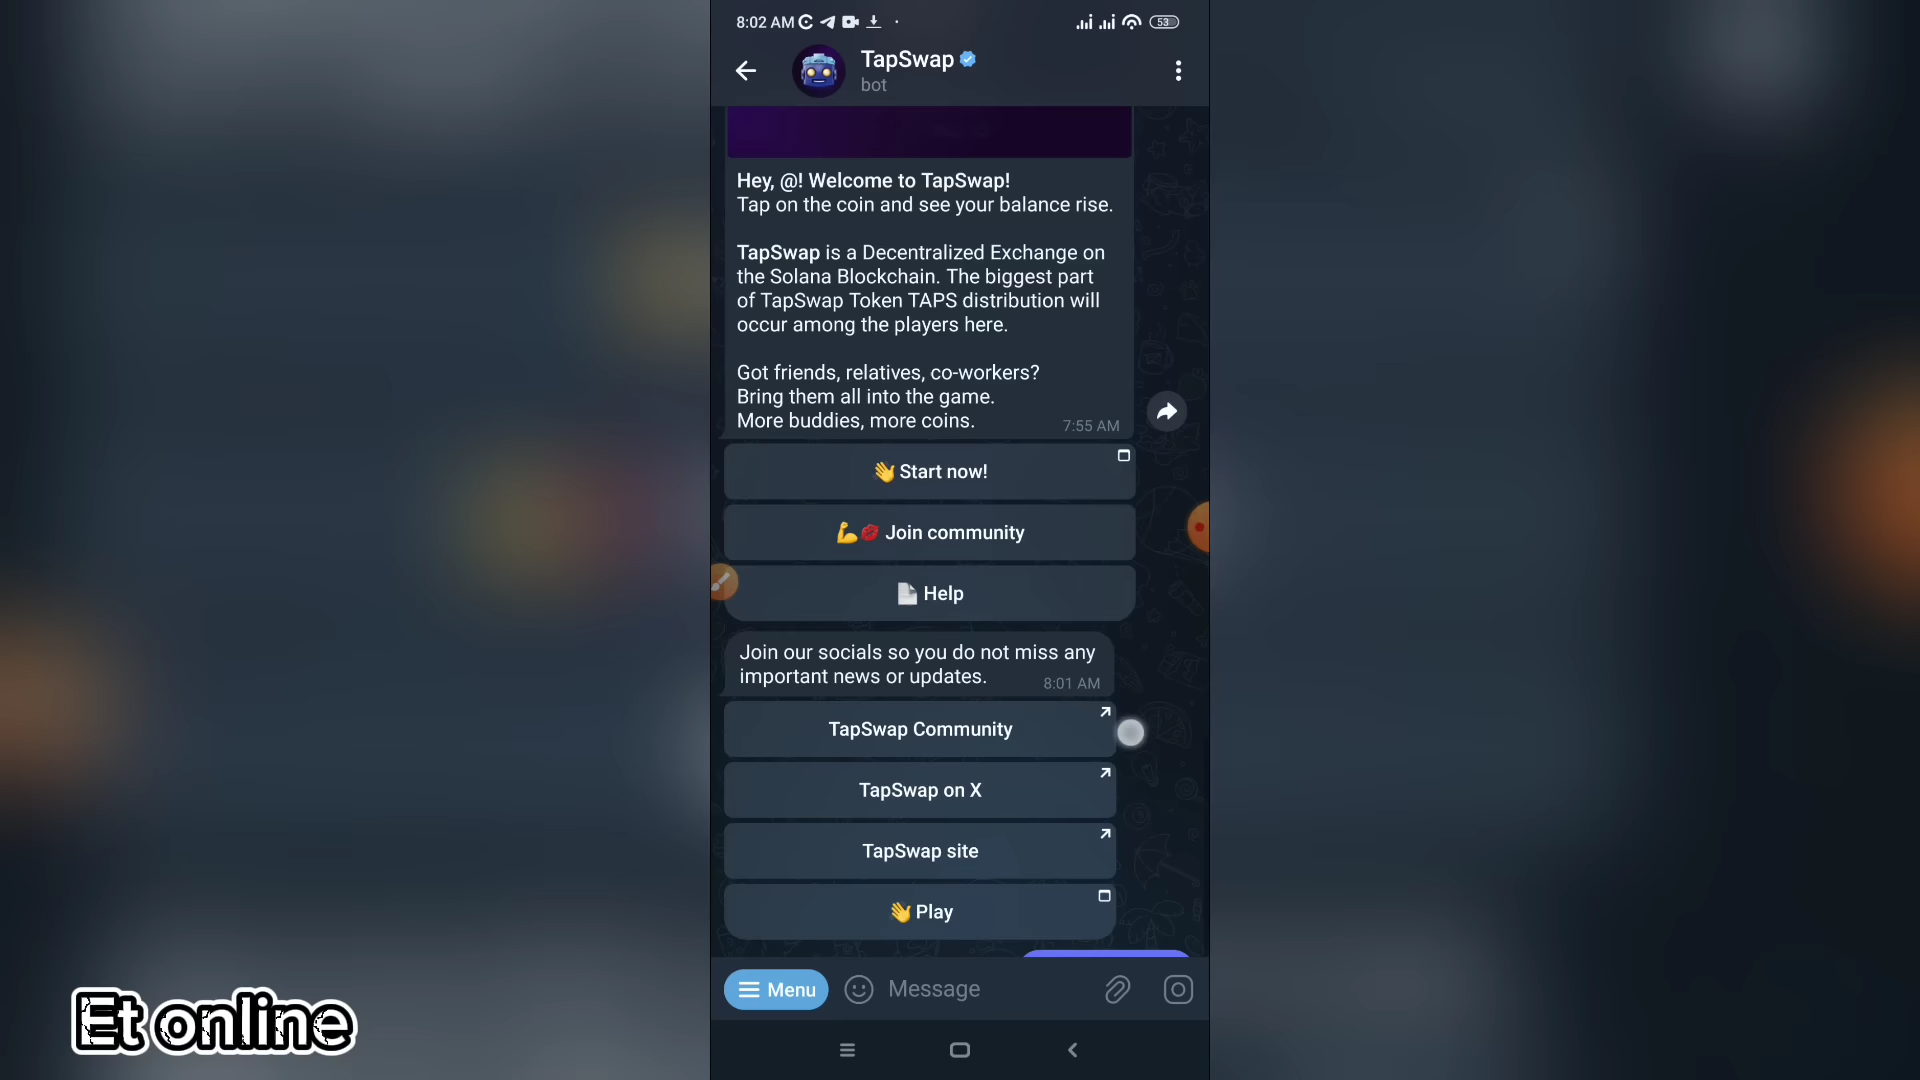 8:02 AM
53
TapSwap
bot
Hey, @! Welcome to TapSwap!
Tap on the coin and see your balance rise.
TapSwap is a Decentralized Exchange on
the Solana Blockchain. The biggest part
of TapSwap Token TAPS distribution will
occur among the players here.
Got friends, relatives, co-workers?
Bring them all into the game.
More buddies, more coins.
7:55 AM
👋 Start now!
💪💋 Join community
📄 Help
Join our socials so you do not miss any
important news or updates.
8:01 AM
TapSwap Community
TapSwap on X
TapSwap site
👋 Play
Menu
Message
Et online